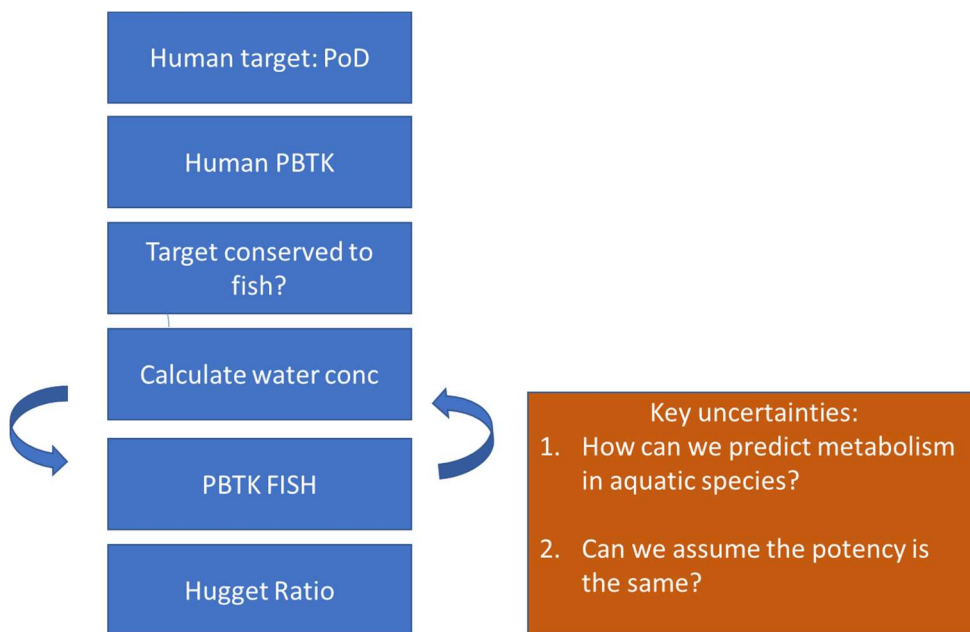 Human target: PoD
Human PBTK
Target conserved to
fish?
Calculate water conc
PBTK FISH
Hugget Ratio
Key uncertainties:
1. How can we predict metabolism
in aquatic species?
2. Can we assume the potency is
the same?